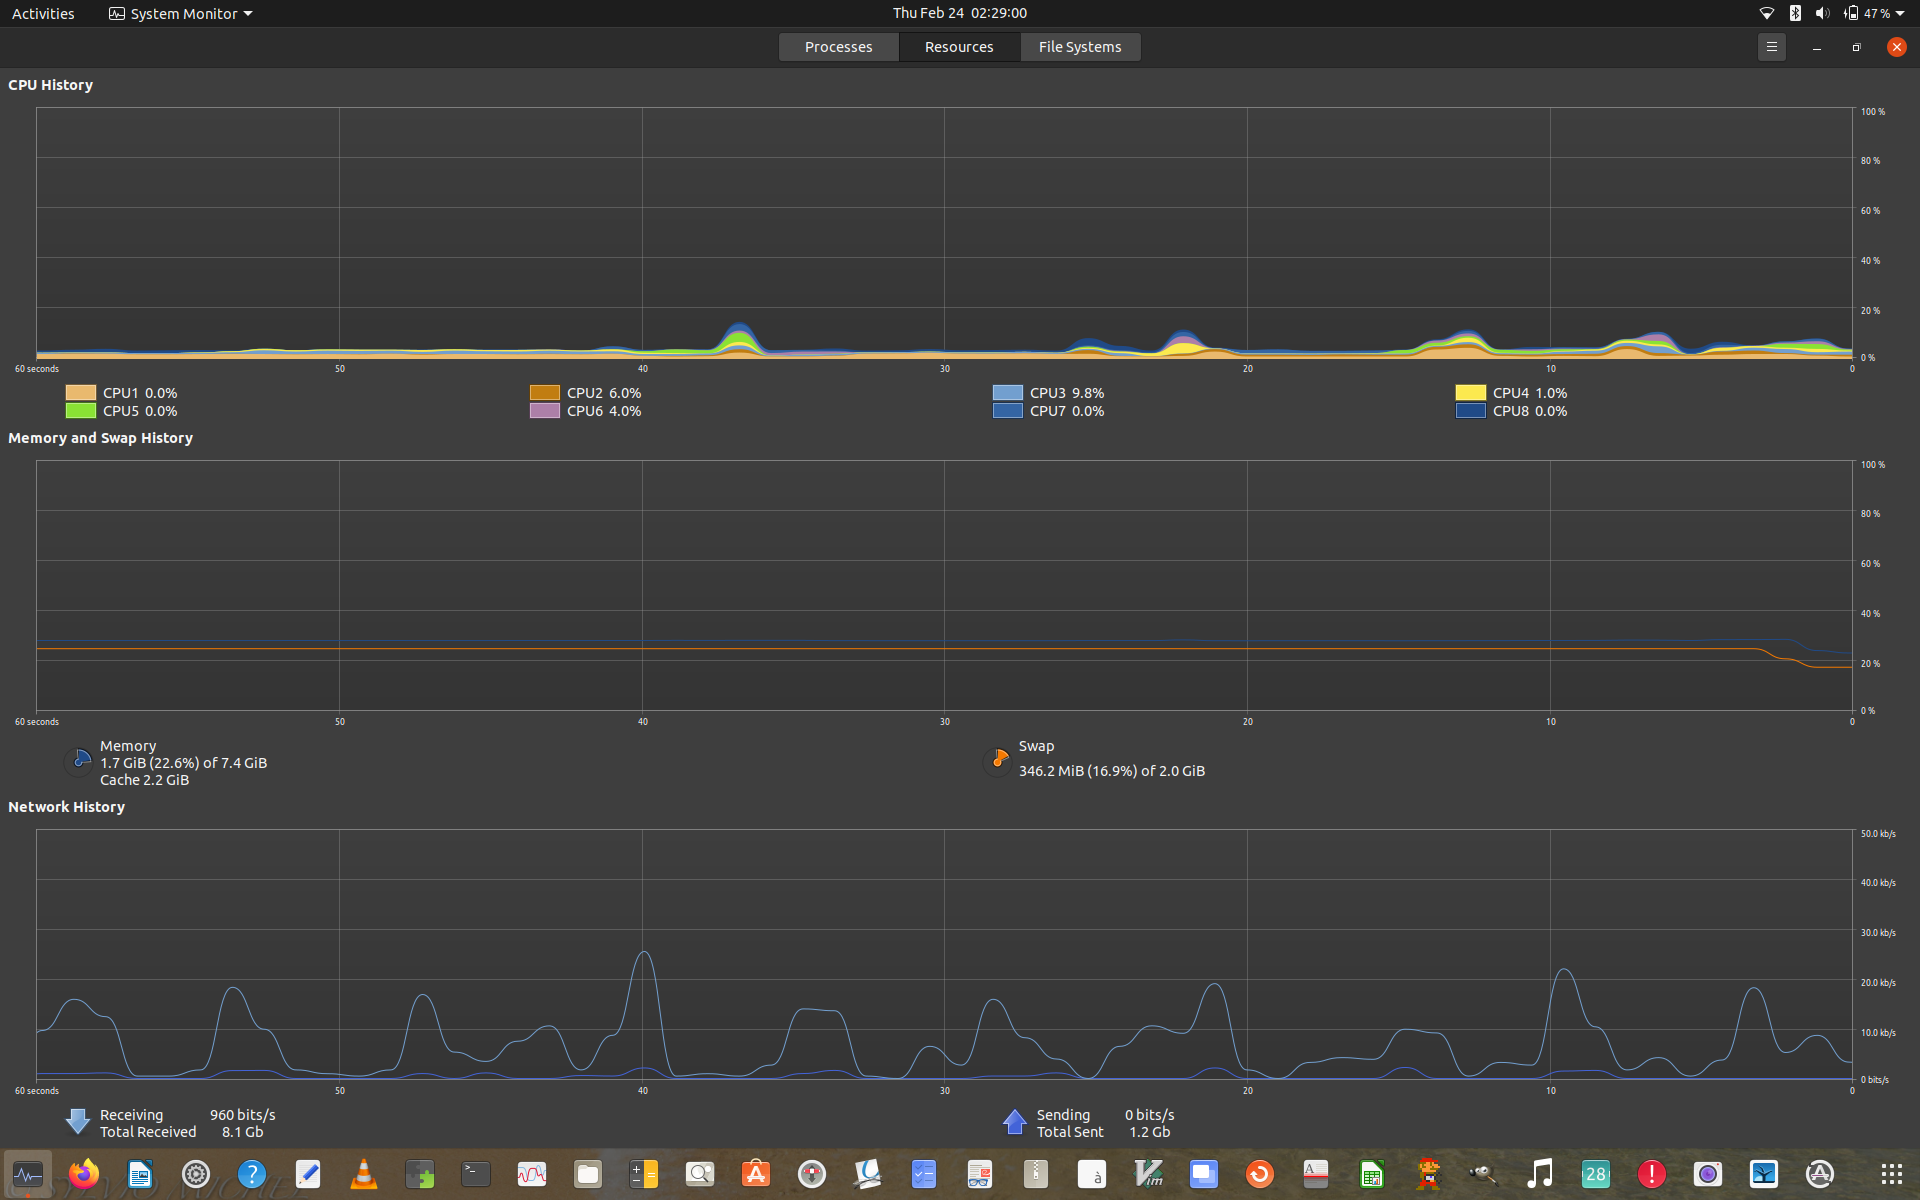 Activities
System Monitor
Thu Feb 24 02:29:00
47 %
Processes
Resources
File Systems
CPU History
100 %
80 %
60 %
40 %
20 %
0 %
60 seconds 50 40 30 20 10 0
CPU1 0.0% CPU2 6.0% CPU3 9.8% CPU4 1.0%
CPU5 0.0% CPU6 4.0% CPU7 0.0% CPU8 0.0%
Memory and Swap History
100 %
80 %
60 %
40 %
20 %
0 %
60 seconds 50 40 30 20 10 0
Memory
1.7 GiB (22.6%) of 7.4 GiB
Cache 2.2 GiB
Swap
346.2 MiB (16.9%) of 2.0 GiB
Network History
50.0 kb/s
40.0 kb/s
30.0 kb/s
20.0 kb/s
10.0 kb/s
0 bits/s
60 seconds 50 40 30 20 10 0
Receiving 960 bits/s
Total Received 8.1 Gb
Sending 0 bits/s
Total Sent 1.2 Gb
?
>_
à
Vim
A
28
!